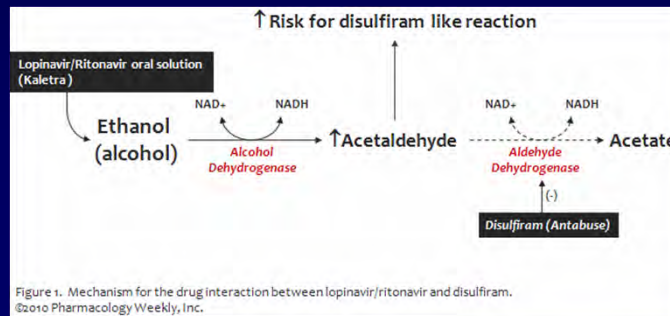 ↑Risk for disulfiram like reaction
Lopinavir/Ritonavir oral solution
(Kaletra)
NAD+ NADH NAD+ NADH
Ethanol
(alcohol)
↑Acetaldehyde
Acetate
Alcohol
Dehydrogenase
Aldehyde
Dehydrogenase
(-)
Disulfiram (Antabuse)
Figure 1. Mechanism for the drug interaction between lopinavir/ritonavir and disulfiram.
©2010 Pharmacology Weekly, Inc.